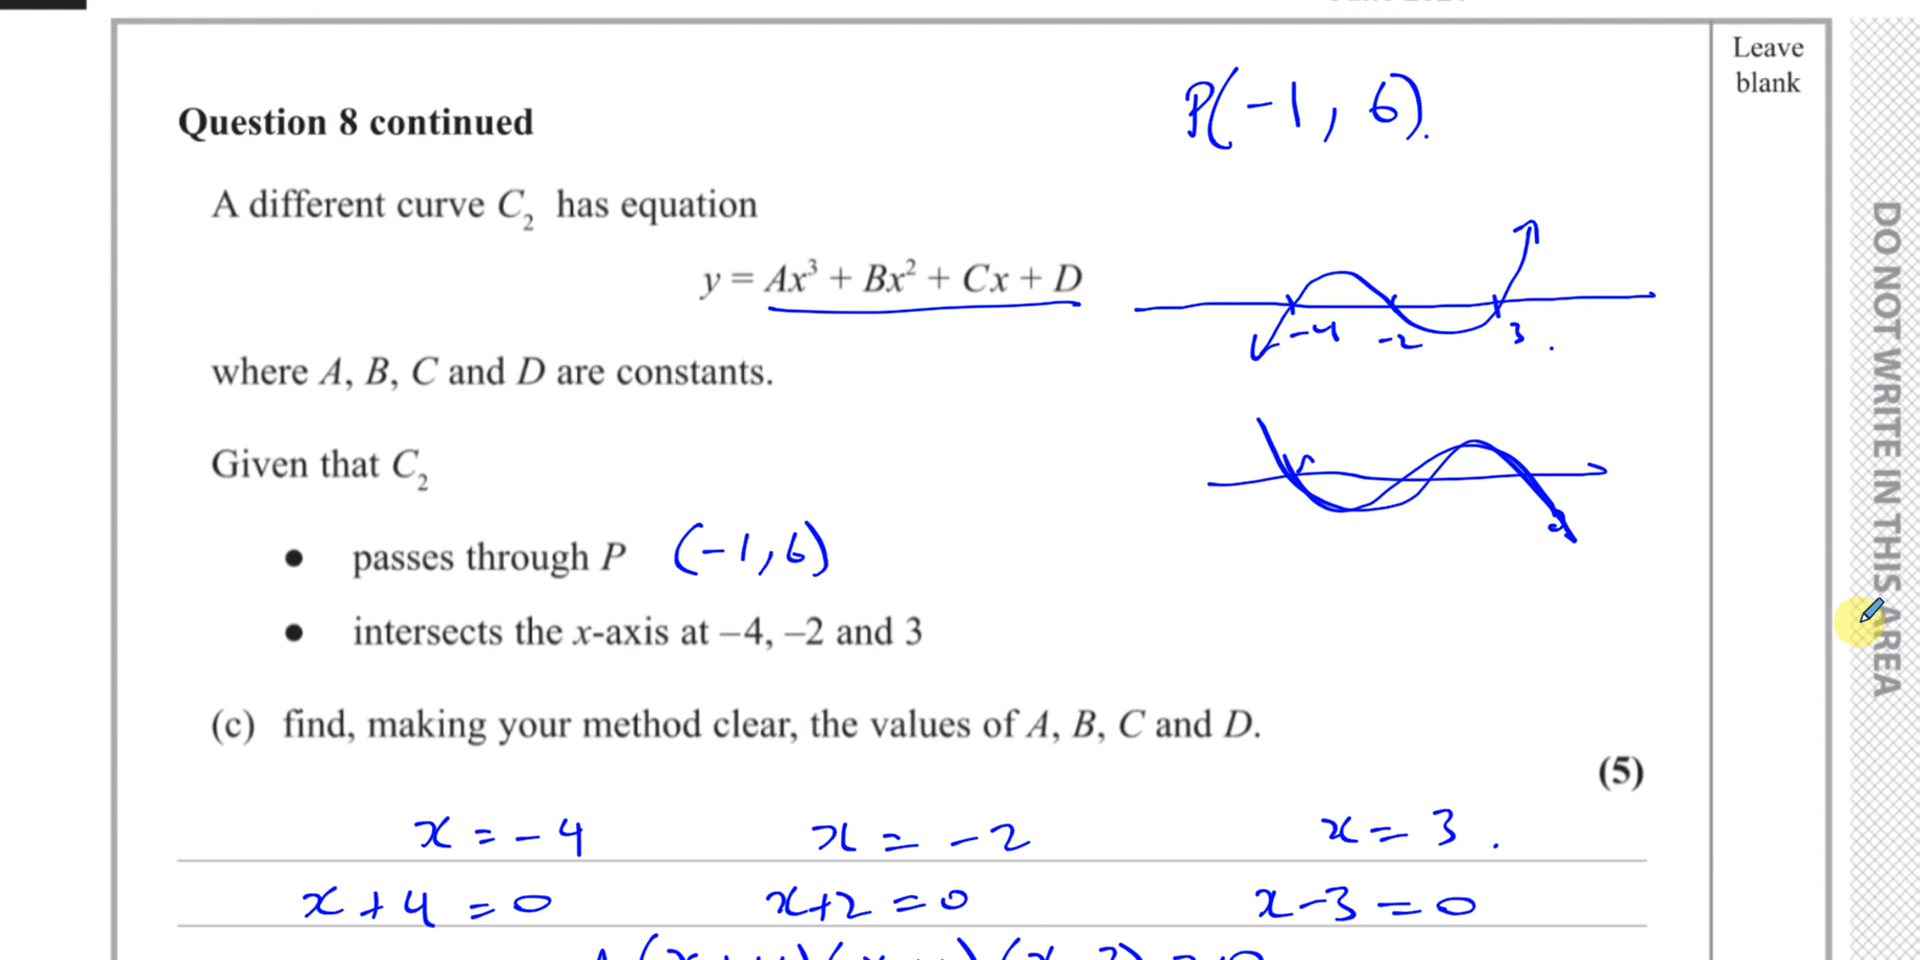 Leave
blank
P(-1, 6).
Question 8 continued
A different curve C₂ has equation
y = Ax³ + Bx² + Cx + D
-4 -2 3 .
where A, B, C and D are constants.
Given that C₂
• passes through P (-1, 6)
• intersects the x-axis at –4, –2 and 3
(c) find, making your method clear, the values of A, B, C and D.
(5)
x = -4 x = -2 x = 3 .
x + 4 = 0 x+2 = 0 x-3 = 0
DO NOT WRITE IN THIS AREA